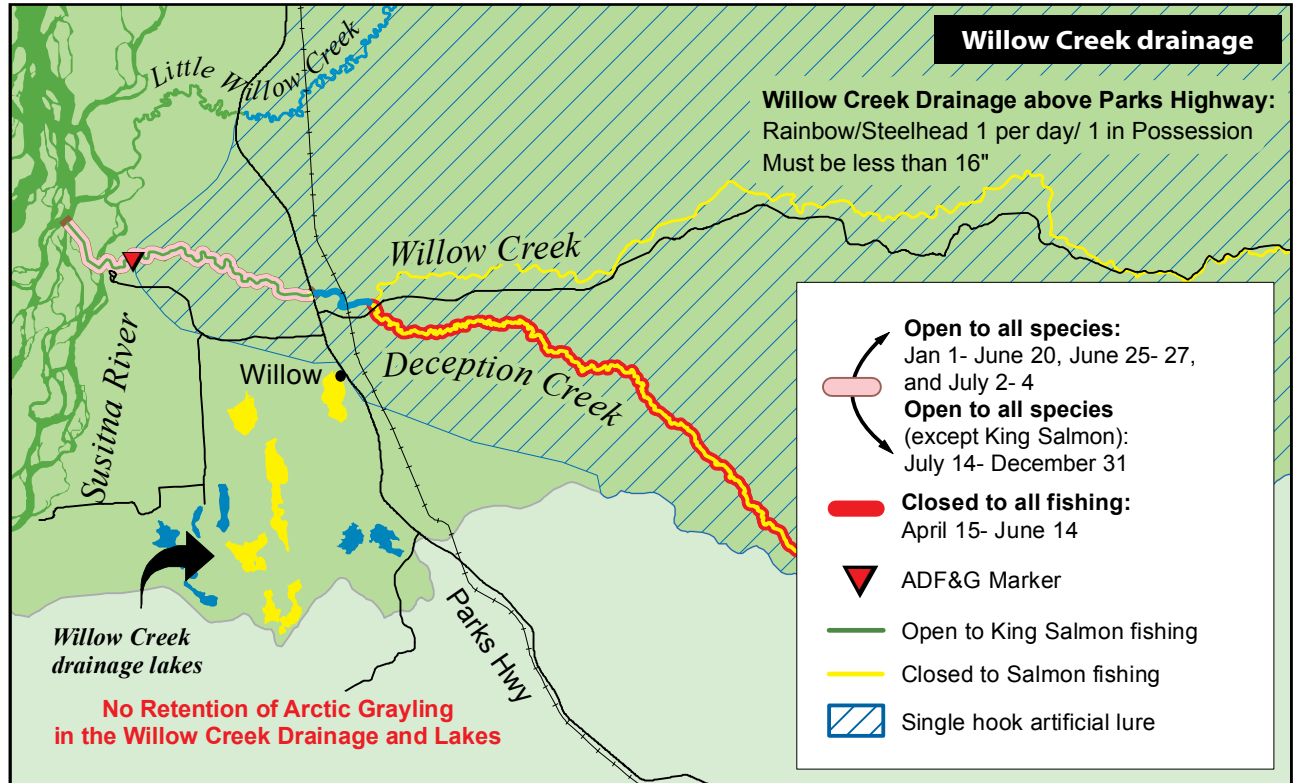 Willow Creek drainage
Little Willow Creek
Willow Creek Drainage above Parks Highway:
Rainbow/Steelhead 1 per day/ 1 in Possession
Must be less than 16"
Willow Creek
Deception Creek
Susitna River
Willow
Parks Hwy
Willow Creek
drainage lakes
No Retention of Arctic Grayling
in the Willow Creek Drainage and Lakes
Open to all species:
Jan 1- June 20, June 25- 27,
and July 2- 4
Open to all species
(except King Salmon):
July 14- December 31
Closed to all fishing:
April 15- June 14
ADF&G Marker
Open to King Salmon fishing
Closed to Salmon fishing
Single hook artificial lure